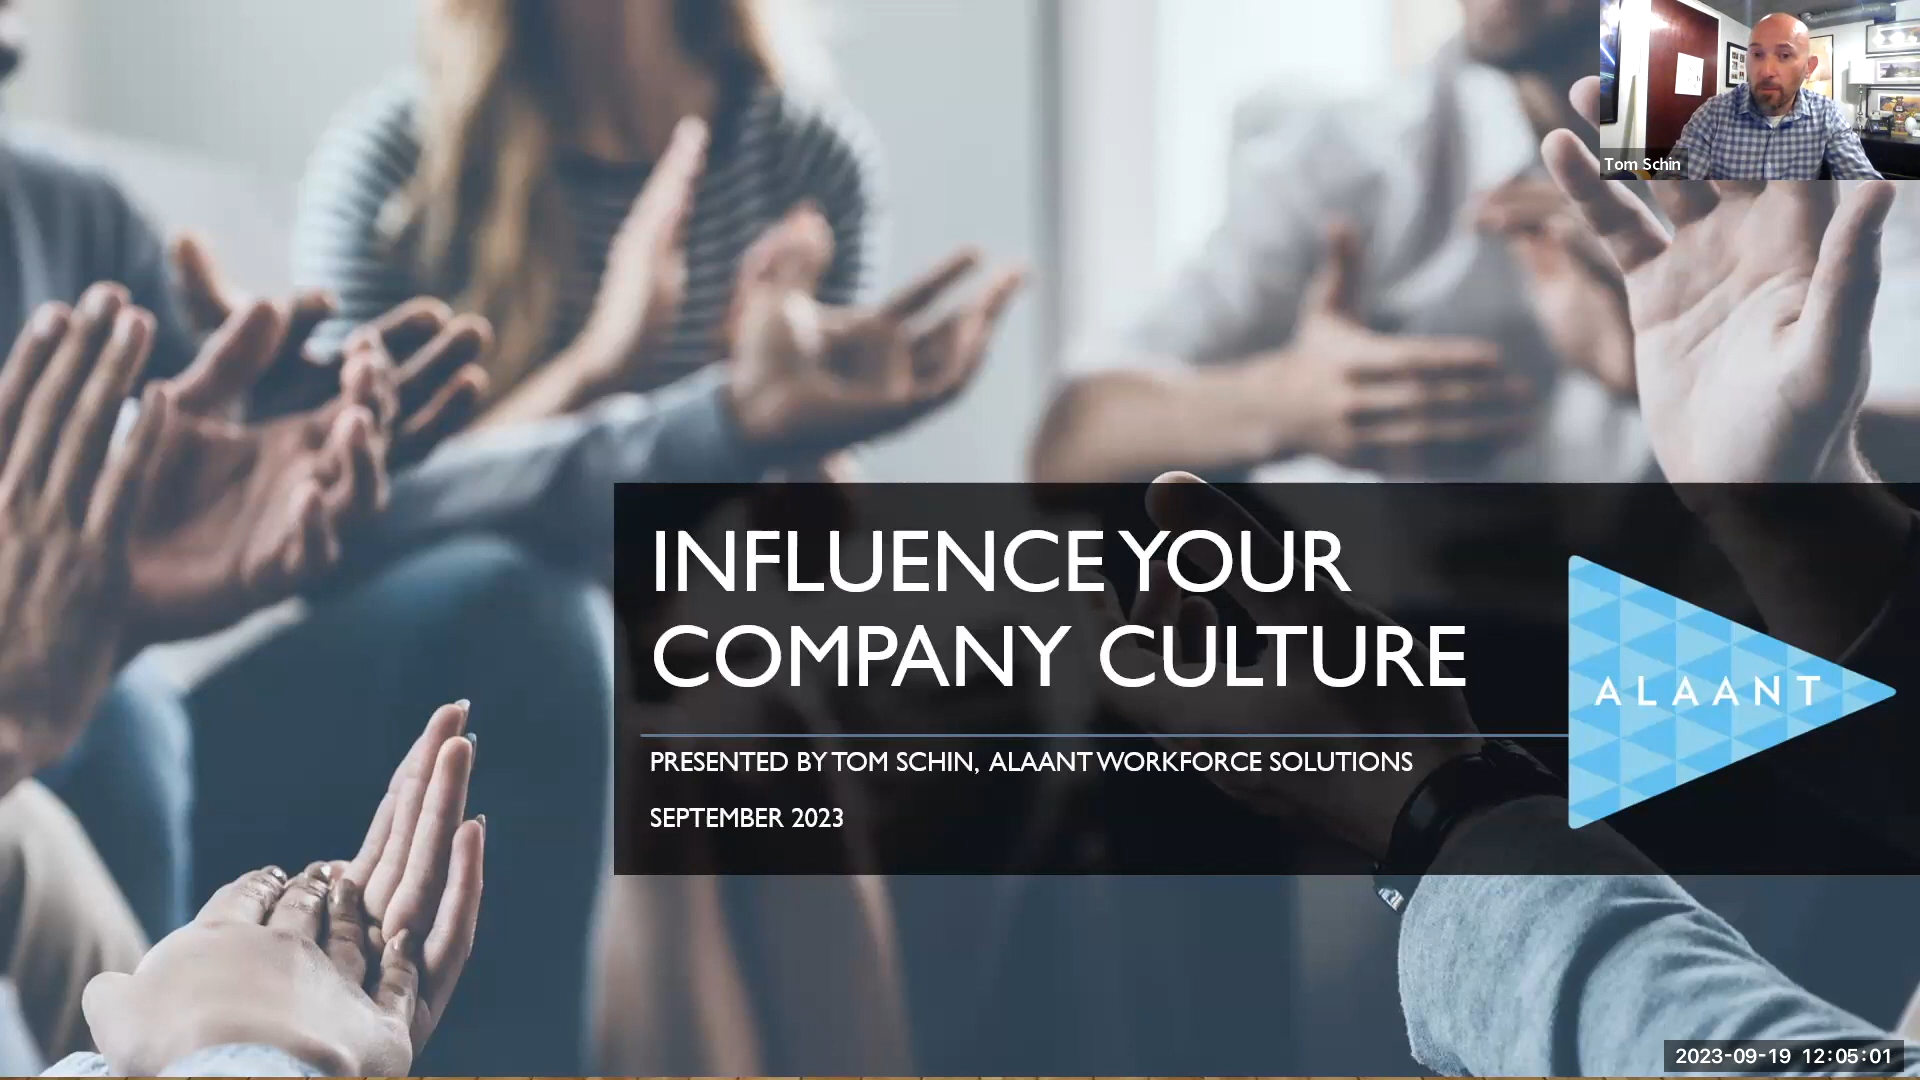 Tom Schin
INFLUENCE YOUR
COMPANY CULTURE
ALAANT
PRESENTED BY TOM SCHIN, ALAANT WORKFORCE SOLUTIONS
SEPTEMBER 2023
2023-09-19 12:05:01